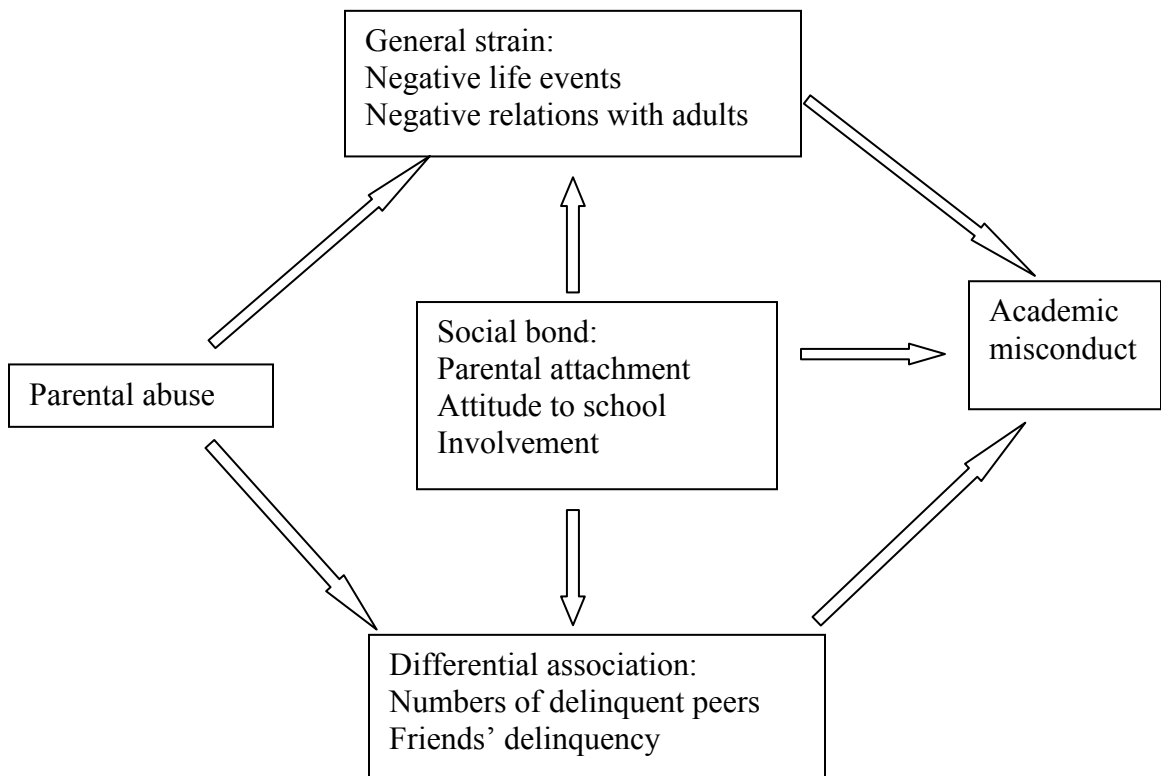 General strain:
Negative life events
Negative relations with adults
Parental abuse
Social bond:
Parental attachment
Attitude to school
Involvement
Academic
misconduct
Differential association:
Numbers of delinquent peers
Friends’ delinquency